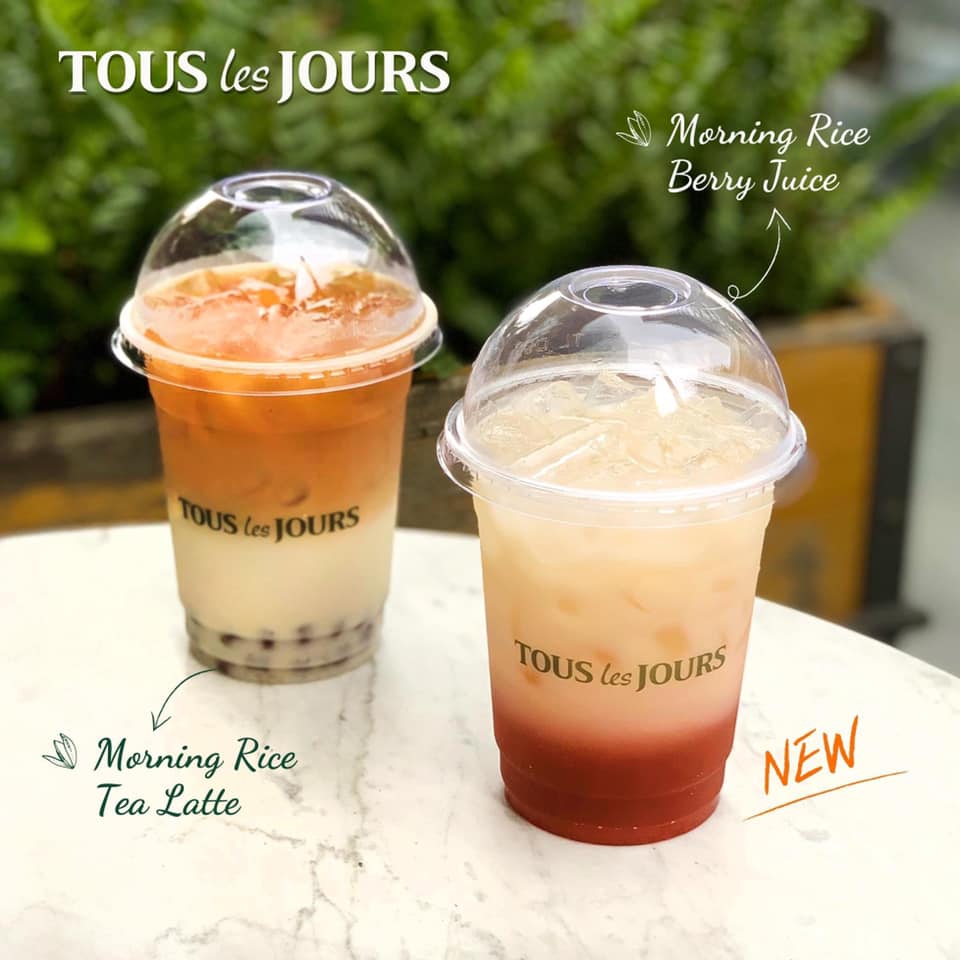 TOUS les JOURS
Morning Rice
Berry Juice
TOUS les JOURS
TOUS les JOURS
Morning Rice
Tea Latte
NEW